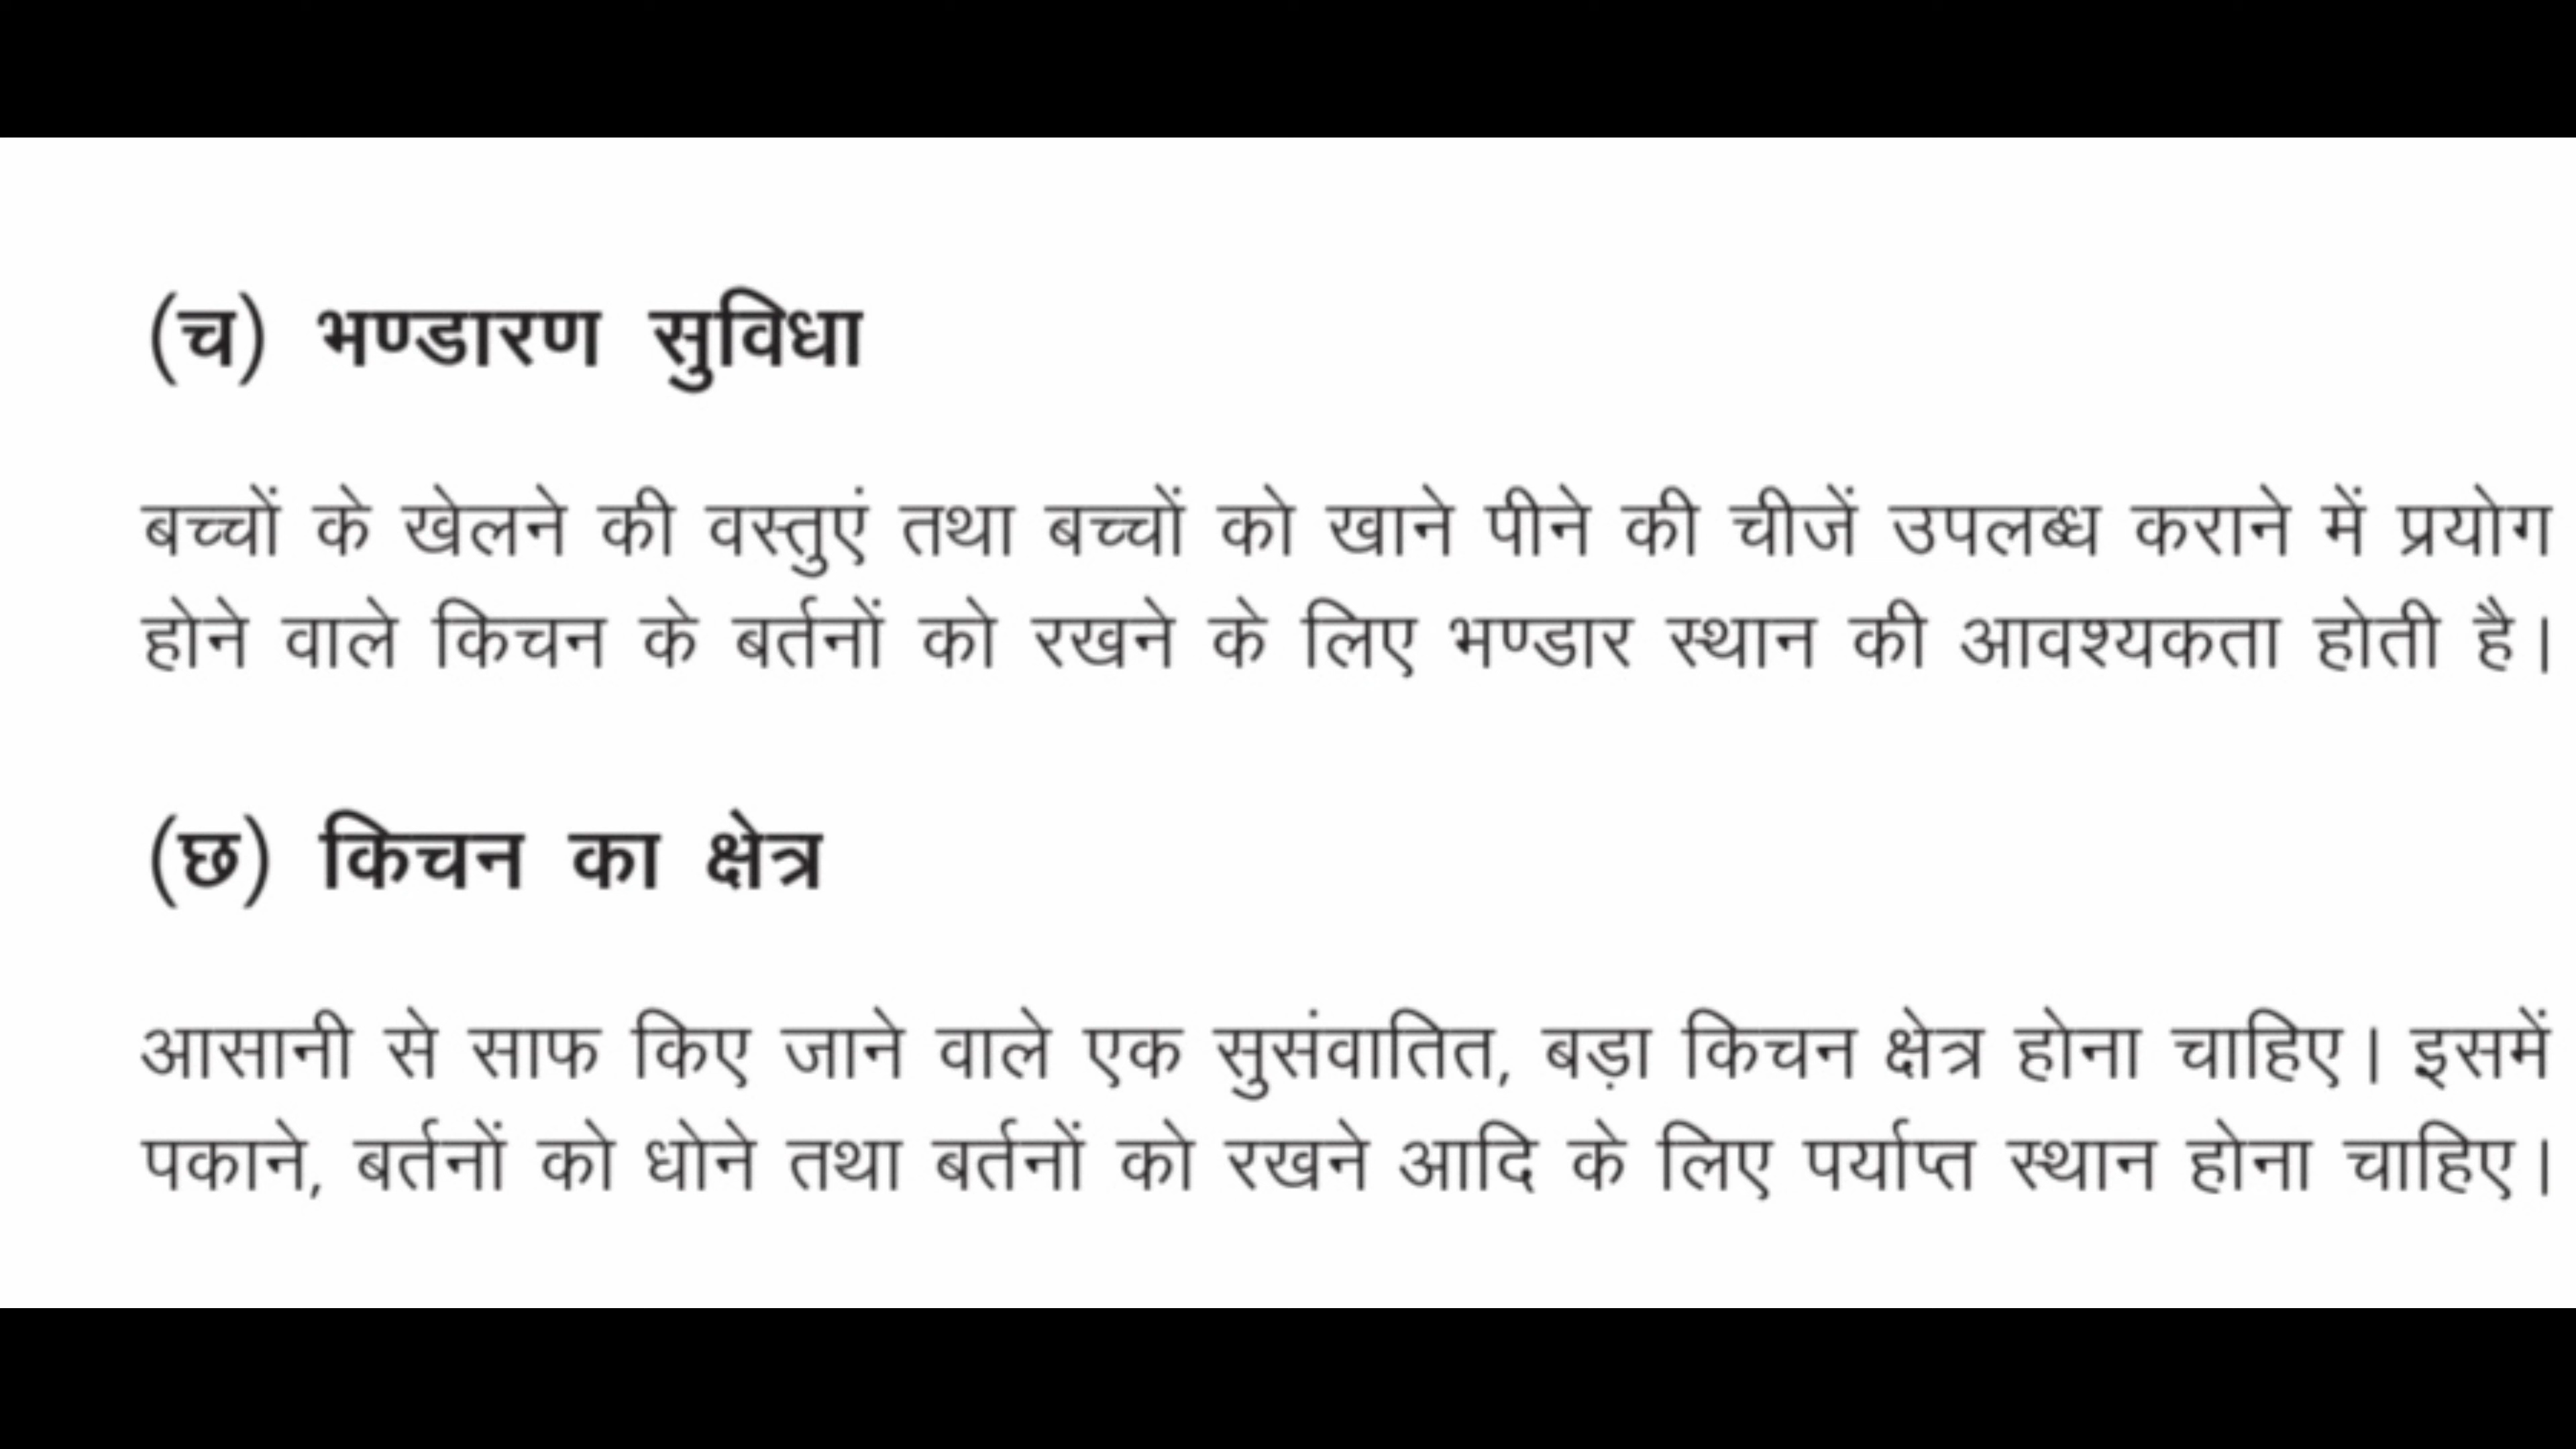 (च) भण्डारण सुविधा
बच्चों के खेलने की वस्तुएं तथा बच्चों को खाने पीने की चीजें उपलब्ध कराने में प्रयोग
होने वाले किचन के बर्तनों को रखने के लिए भण्डार स्थान की आवश्यकता होती है।
(छ) किचन का क्षेत्र
आसानी से साफ किए जाने वाले एक सुसंवातित, बड़ा किचन क्षेत्र होना चाहिए। इसमें
पकाने, बर्तनों को धोने तथा बर्तनों को रखने आदि के लिए पर्याप्त स्थान होना चाहिए।